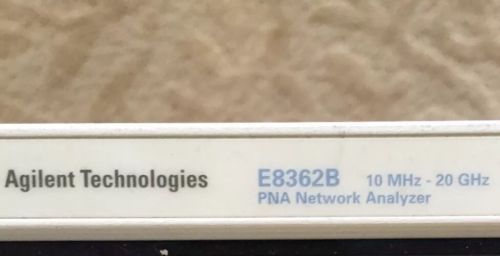 Agilent Technologies E8362B 10 MHz - 20 GHz
PNA Network Analyzer